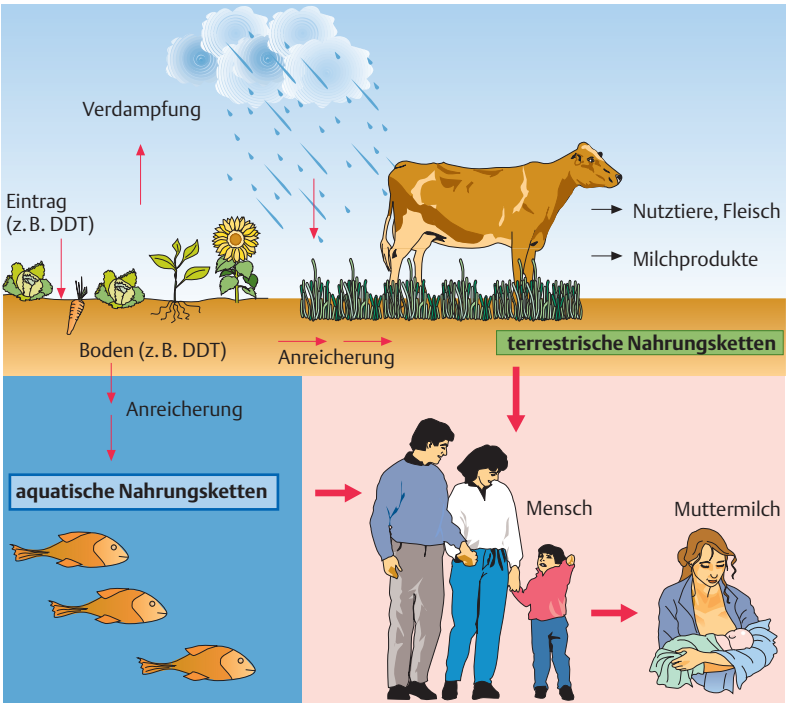 Verdampfung
Eintrag
(z. B. DDT)
Nutztiere, Fleisch
Milchprodukte
Boden (z. B. DDT)
Anreicherung
terrestrische Nahrungsketten
Anreicherung
aquatische Nahrungsketten
Mensch
Muttermilch